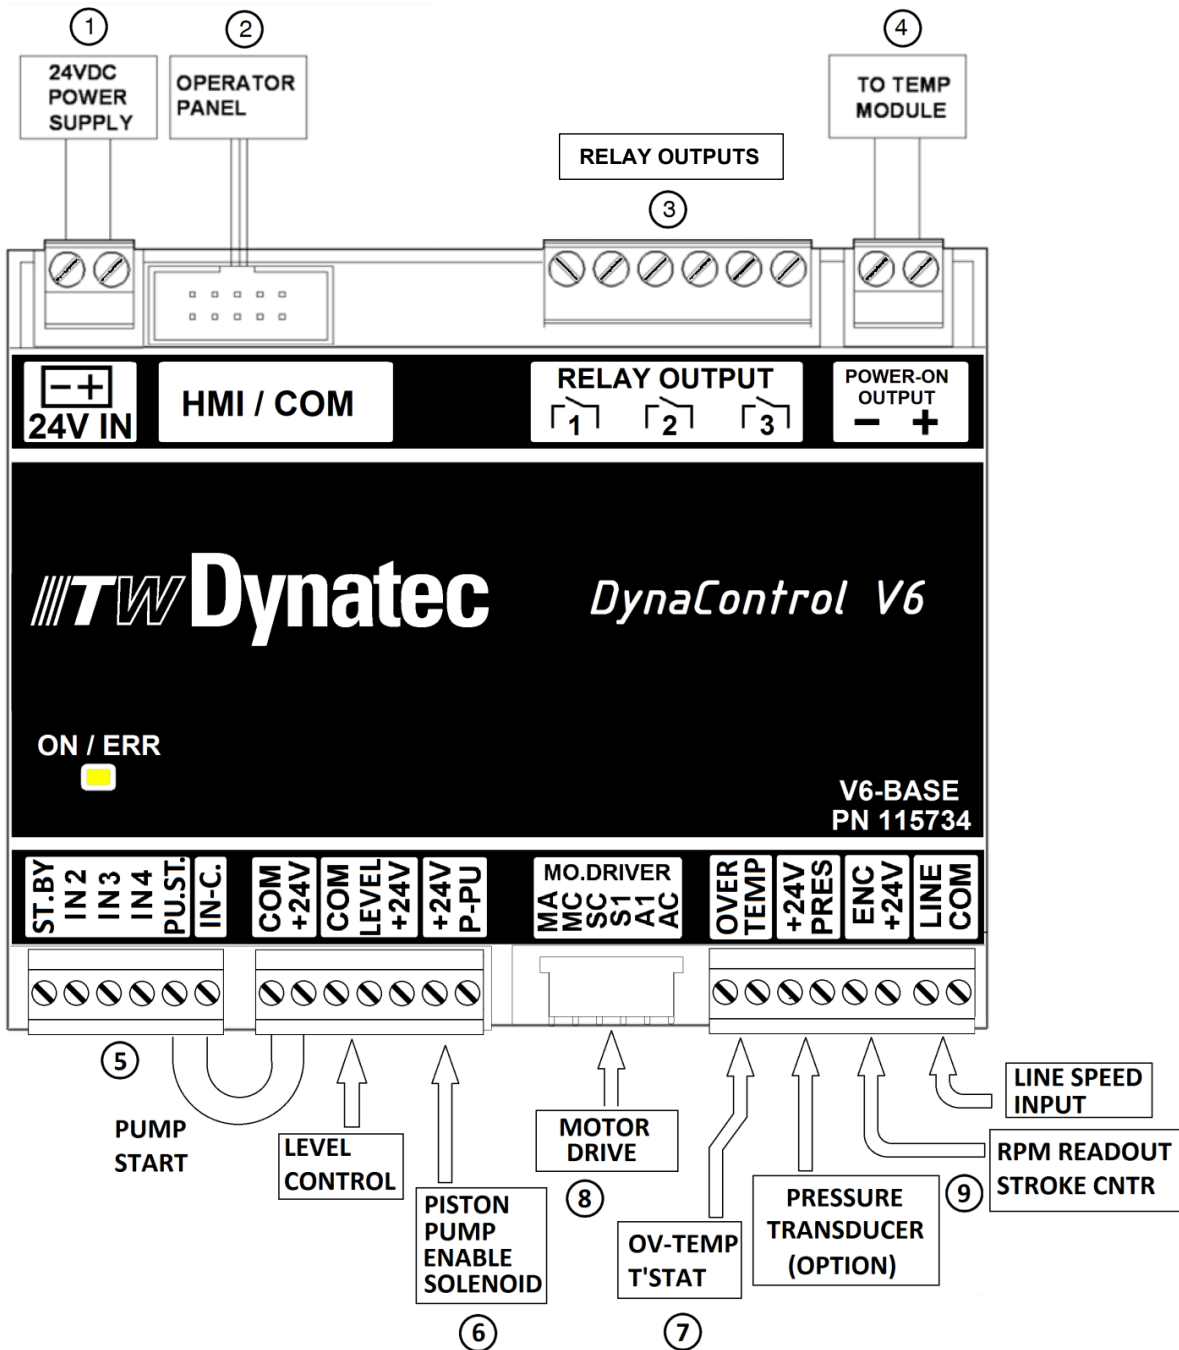 1
2
4
24VDC
POWER
SUPPLY
OPERATOR
PANEL
TO TEMP
MODULE
RELAY OUTPUTS
3
24V IN
HMI / COM
RELAY OUTPUT
1 2 3
POWER-ON
OUTPUT
− +
ITW Dynatec
DynaControl V6
ON / ERR
V6-BASE
PN 115734
ST.BY
IN2
IN3
IN4
PU.ST.
IN-C.
COM
+24V
COM
LEVEL
+24V
+24V
P-PU
MO.DRIVER
MA
MC
SC
S1
A1
AC
OVER
TEMP
+24V
PRES
ENC
+24V
LINE
COM
5
PUMP
START
LEVEL
CONTROL
PISTON
PUMP
ENABLE
SOLENOID
6
MOTOR
DRIVE
8
OV-TEMP
T'STAT
7
PRESSURE
TRANSDUCER
(OPTION)
9
LINE SPEED
INPUT
RPM READOUT
STROKE CNTR